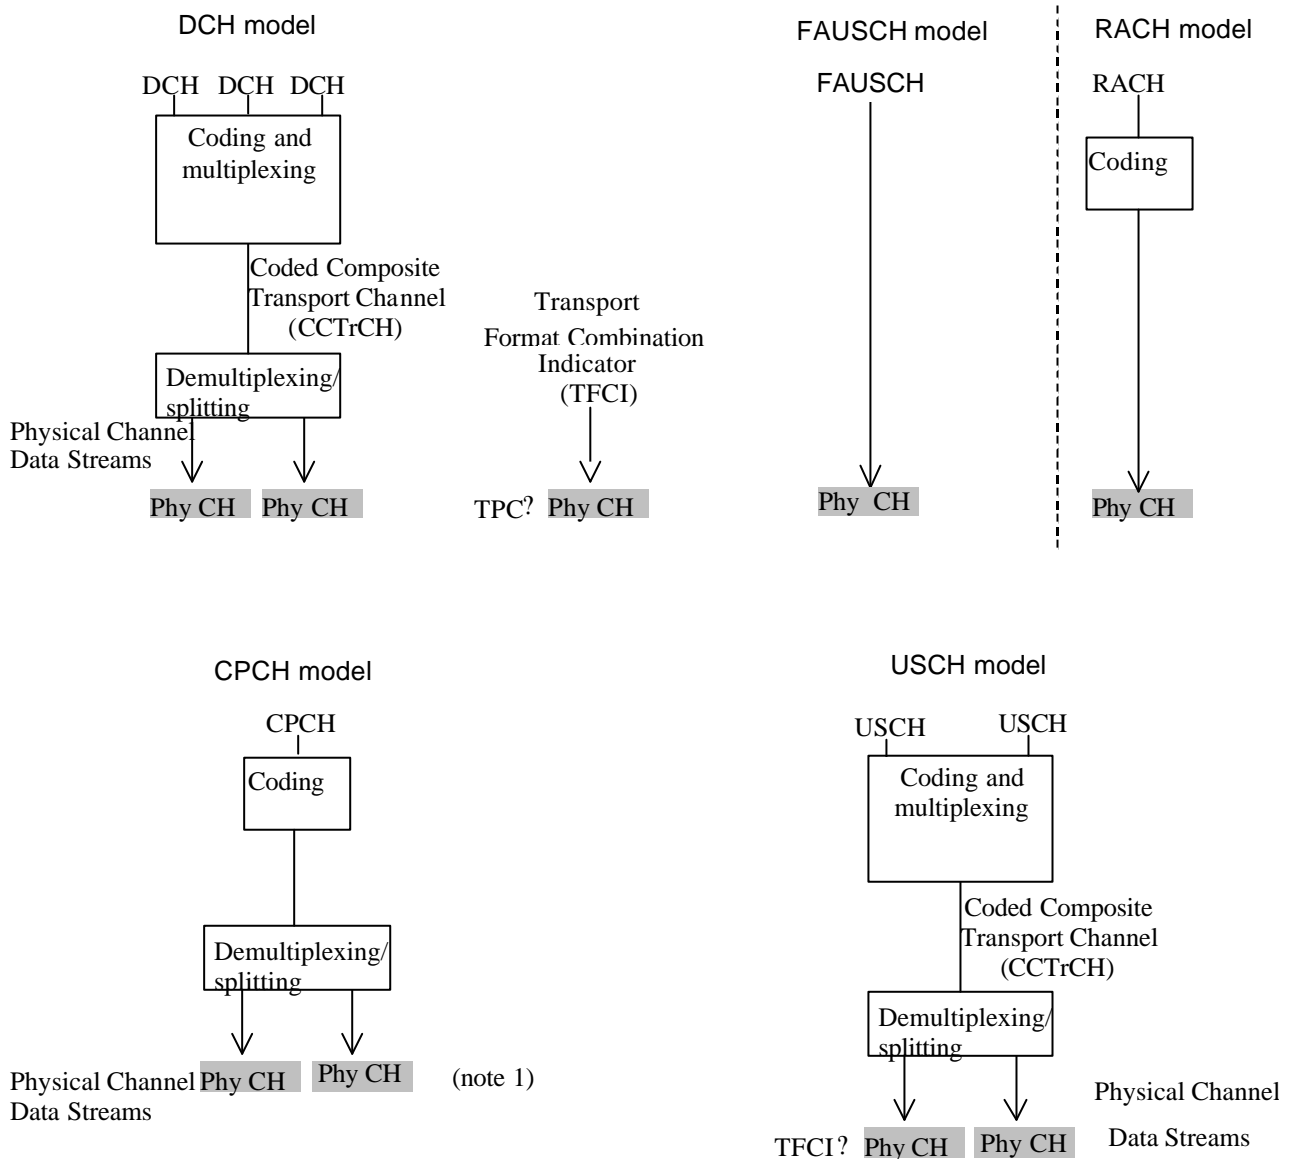 DCH model
DCH DCH DCH
Coding and
multiplexing
Coded Composite
Transport Channel
(CCTrCH)
Demultiplexing/
splitting
Physical Channel
Data Streams
Phy CH Phy CH
Transport
Format Combination
Indicator
(TFCI)
TPC? Phy CH
FAUSCH model
FAUSCH
Phy CH
RACH model
RACH
Coding
Phy CH
CPCH model
CPCH
Coding
Demultiplexing/
splitting
Physical Channel
Data Streams
Phy CH Phy CH (note 1)
USCH model
USCH USCH
Coding and
multiplexing
Coded Composite
Transport Channel
(CCTrCH)
Demultiplexing/
splitting
Physical Channel
Data Streams
TFCI? Phy CH Phy CH